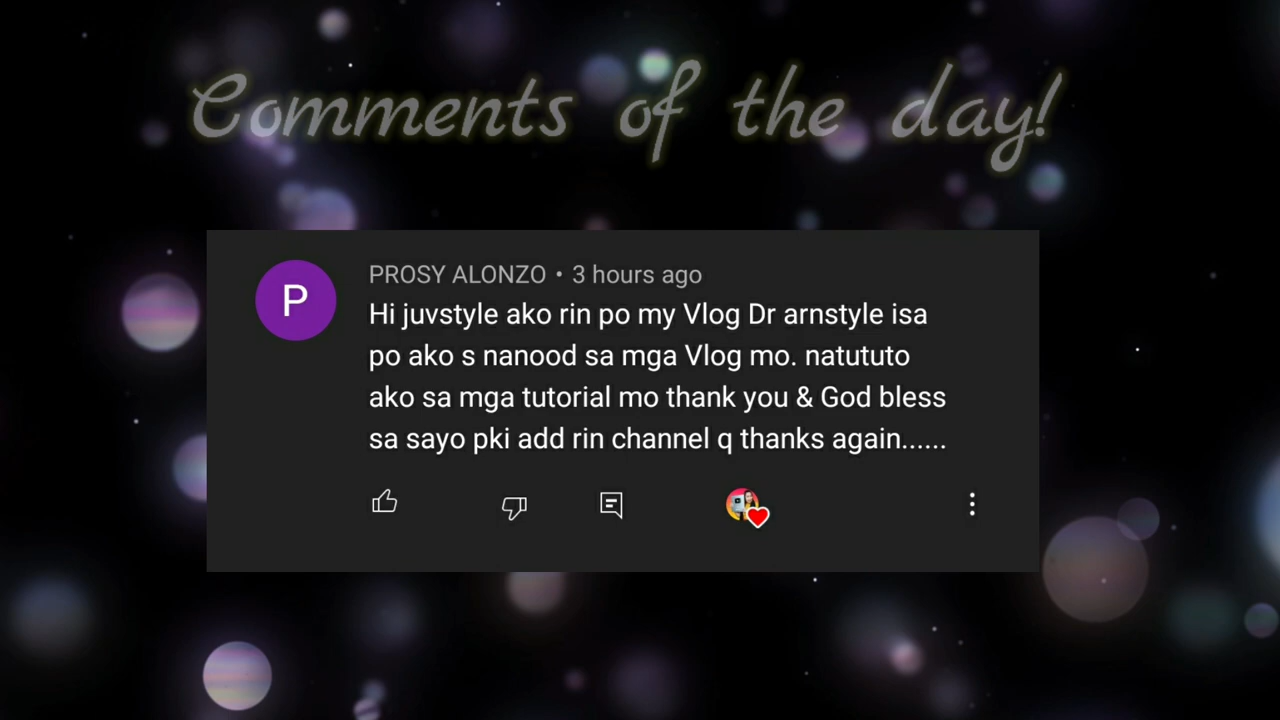 Comments of the day!
P
PROSY ALONZO • 3 hours ago
Hi juvstyle ako rin po my Vlog Dr arnstyle isa
po ako s nanood sa mga Vlog mo. natututo
ako sa mga tutorial mo thank you & God bless
sa sayo pki add rin channel q thanks again......